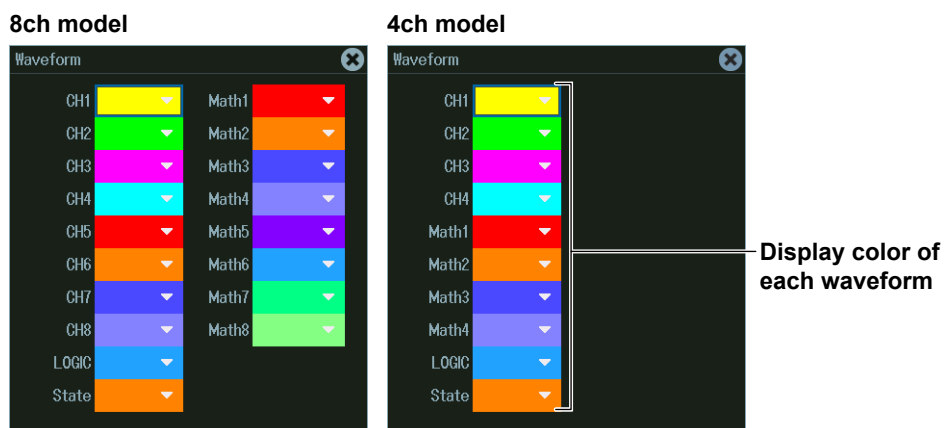 8ch model
Waveform
CH1
CH2
CH3
CH4
CH5
CH6
CH7
CH8
LOGIC
State
Math1
Math2
Math3
Math4
Math5
Math6
Math7
Math8
4ch model
Waveform
CH1
CH2
CH3
CH4
Math1
Math2
Math3
Math4
LOGIC
State
Display color of
each waveform